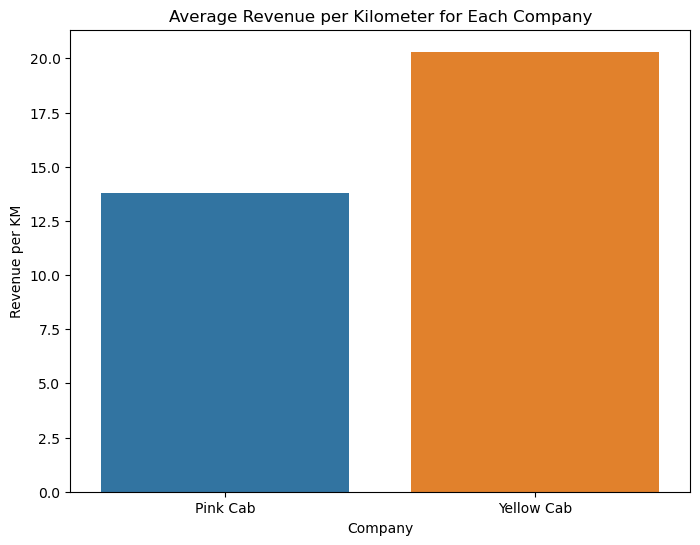 Average Revenue per Kilometer for Each Company
20.0
17.5
15.0
12.5
10.0
7.5
5.0
2.5
0.0
Revenue per KM
Pink Cab
Yellow Cab
Company